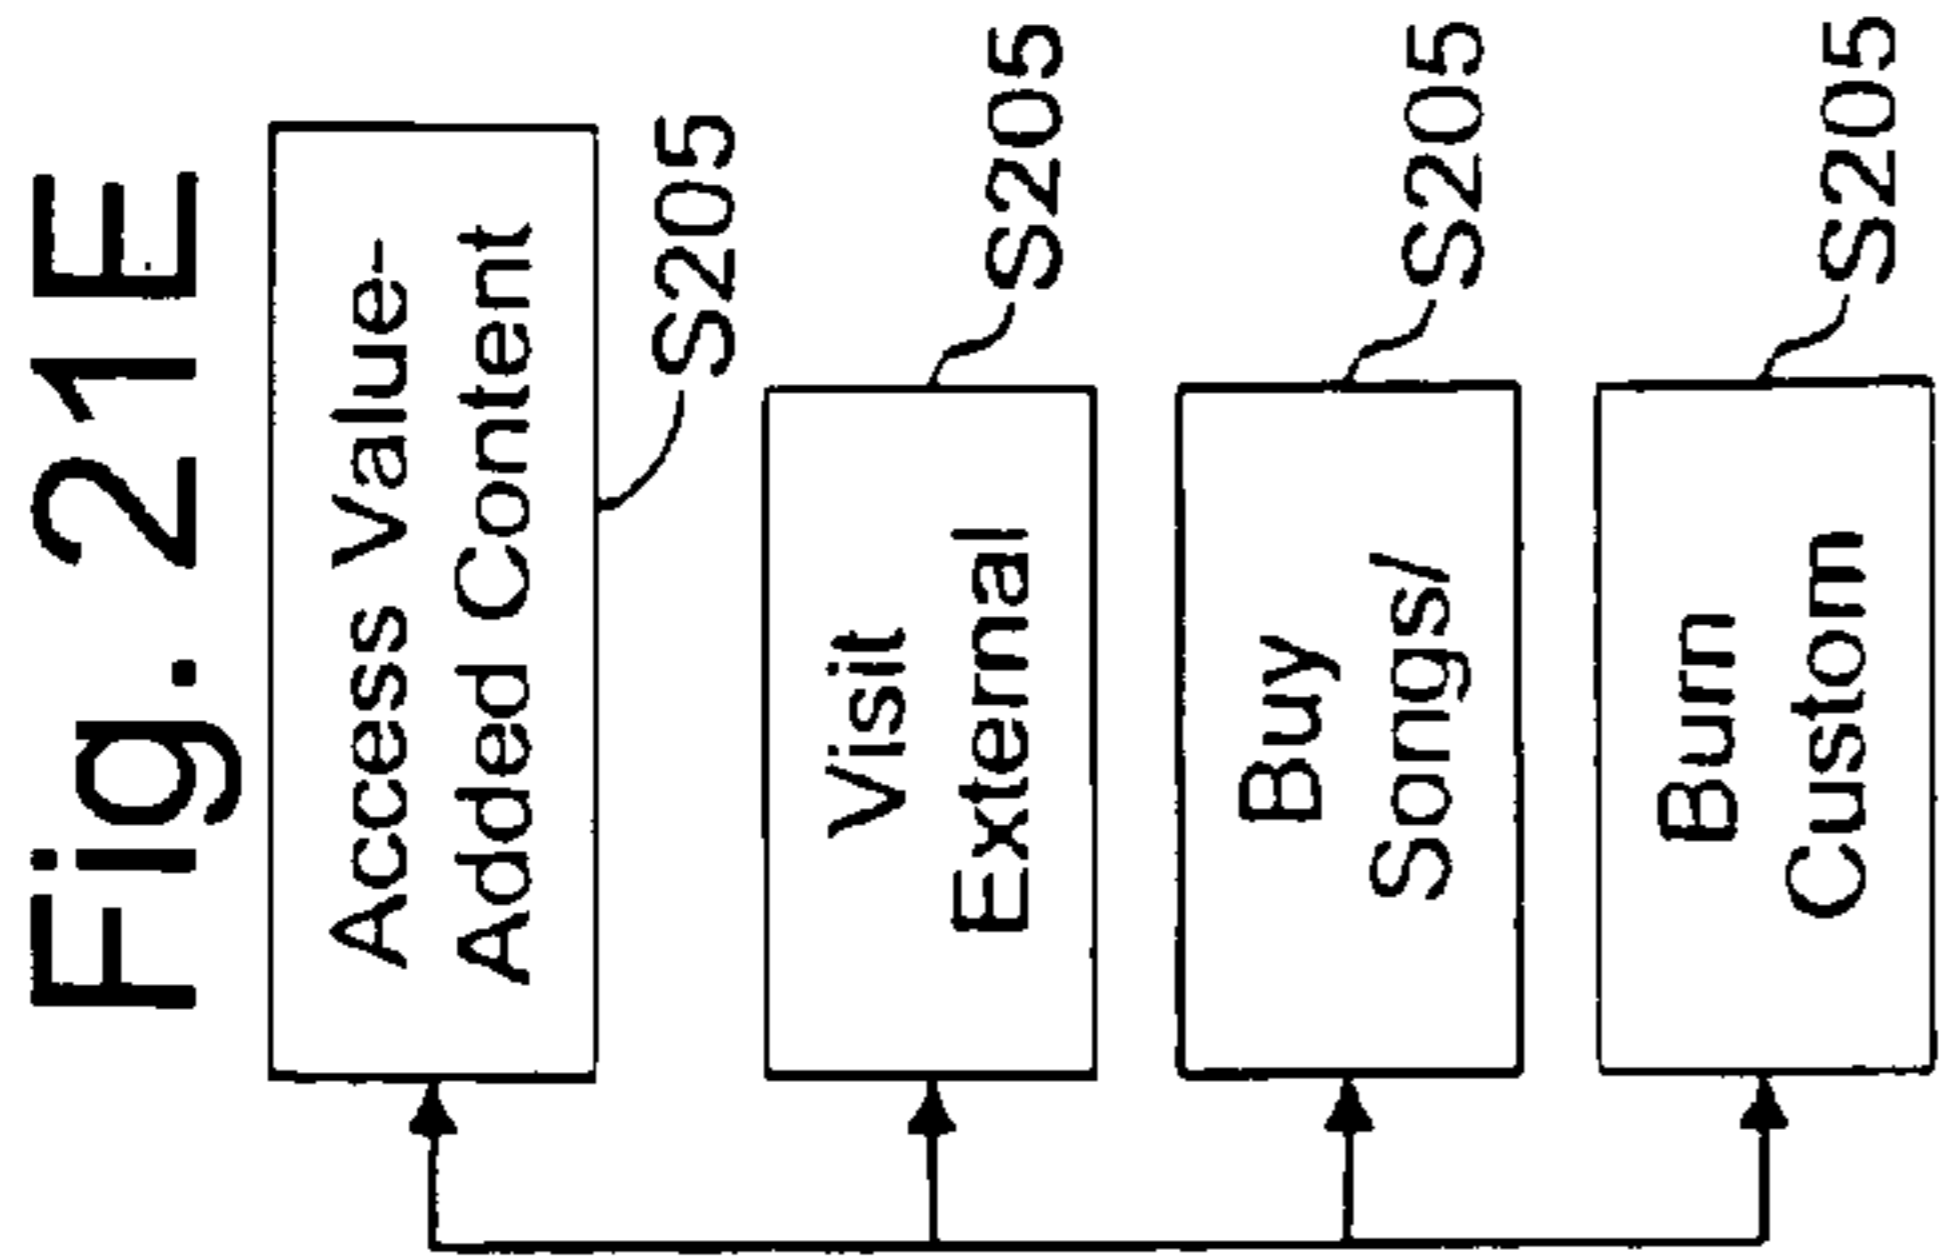 Fig. 21E
Access Value-
Added Content
S205
Visit
External
S205
Buy
Songs/
S205
Burn
Custom
S205